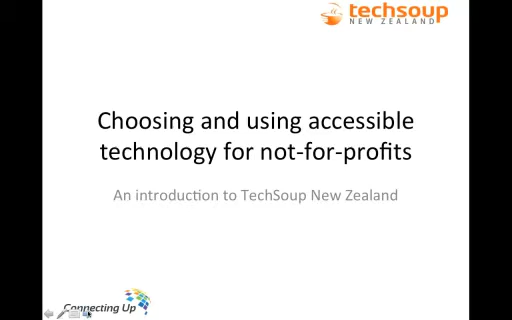 techsoup
NEW ZEALAND
Choosing and using accessible
technology for not-for-profits
An introduction to TechSoup New Zealand
Connecting Up